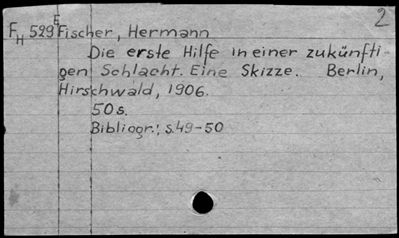 2
FH 529 E Fischer, Hermann
Die erste Hilfe in einer zukünfti-
gen Schlacht. Eine Skizze. Berlin,
Hirschwald, 1906.
50s.
Bibliogr.: s.49-50